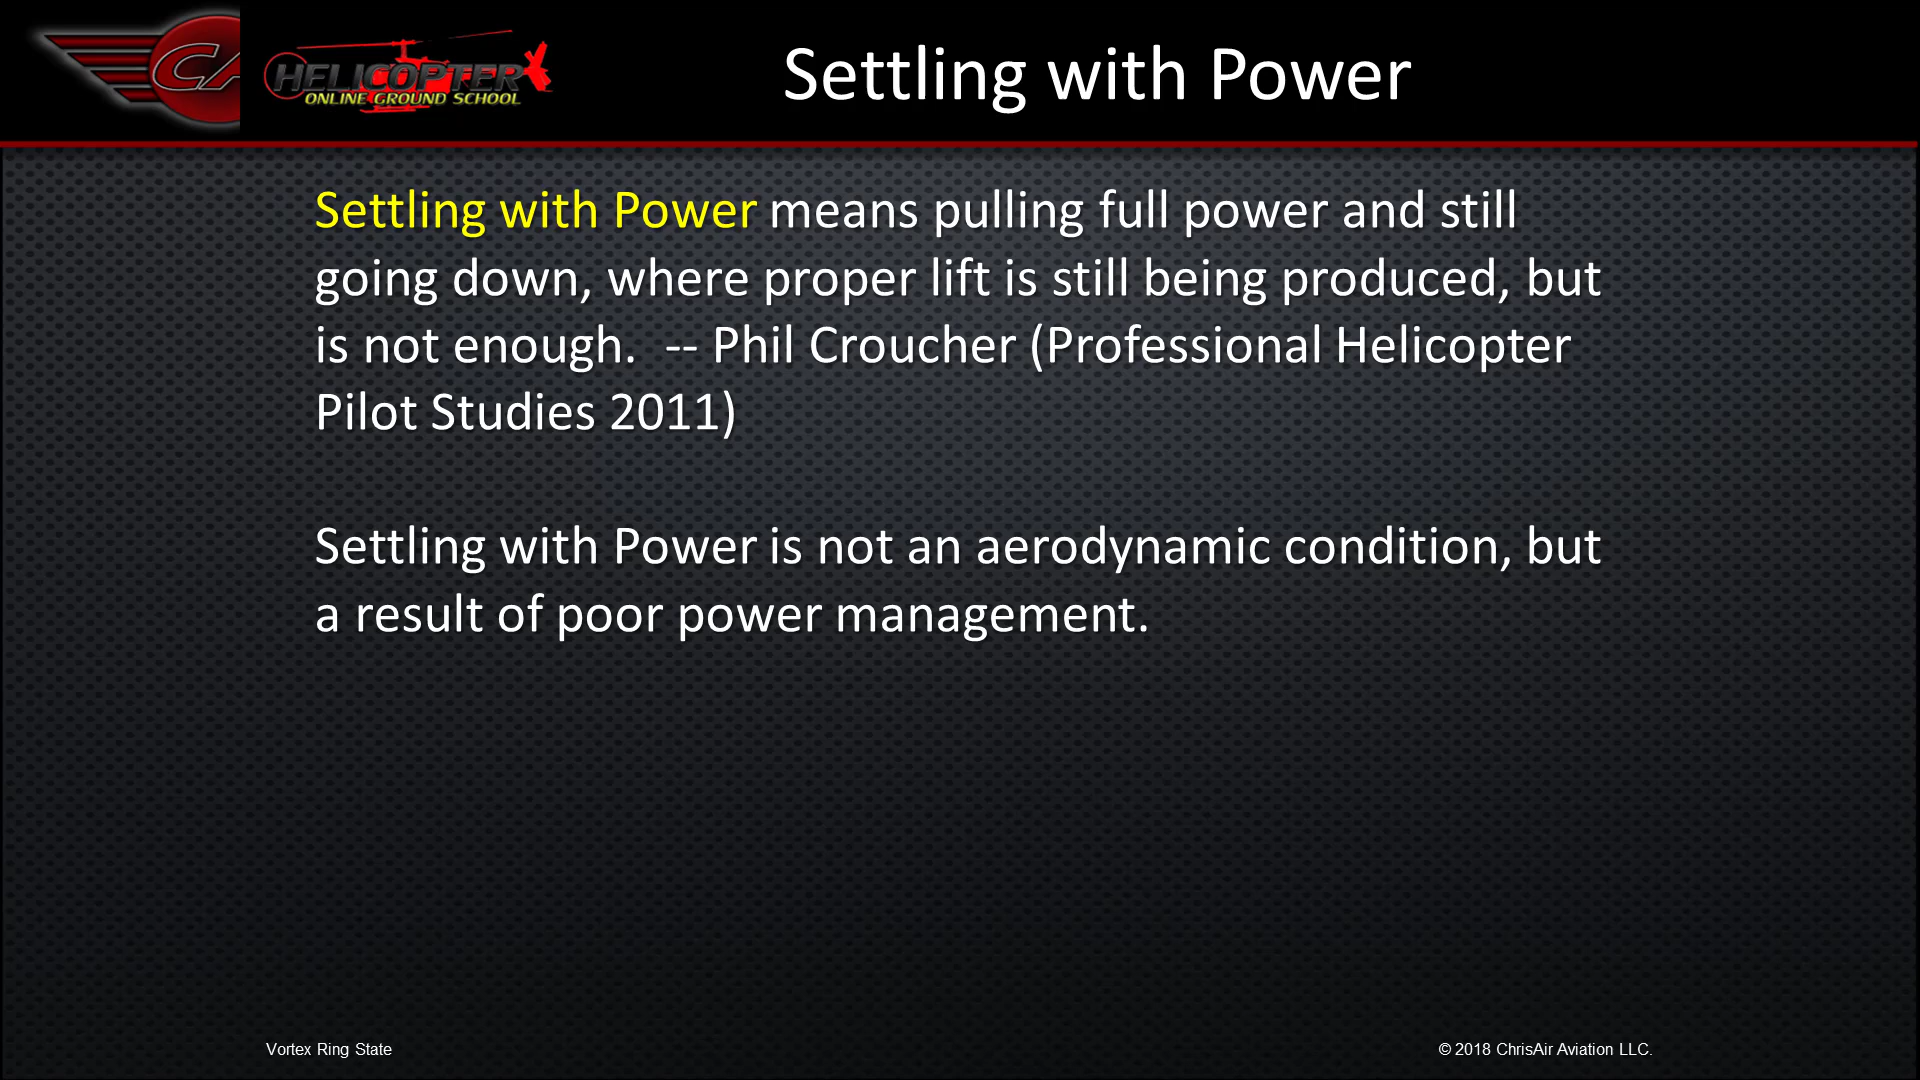 CA
HELICOPTER
ONLINE GROUND SCHOOL
Settling with Power
Settling with Power means pulling full power and still
going down, where proper lift is still being produced, but
is not enough.  -- Phil Croucher (Professional Helicopter
Pilot Studies 2011)
Settling with Power is not an aerodynamic condition, but
a result of poor power management.
Vortex Ring State
© 2018 ChrisAir Aviation LLC.